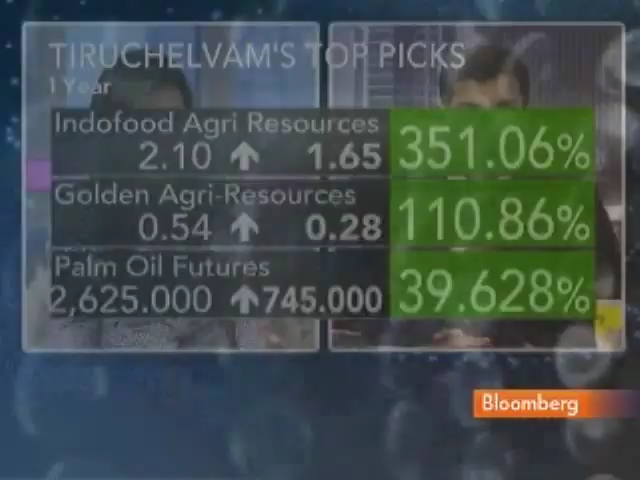 TIRUCHELVAM'S TOP PICKS
1 Year
Indofood Agri Resources
2.10 ↑ 1.65 351.06%
Golden Agri-Resources
0.54 ↑ 0.28 110.86%
Palm Oil Futures
2,625.000 ↑745.000 39.628%
Bloomberg